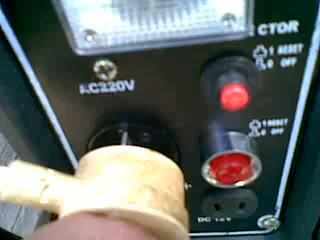 CTOR
1 RESET
0 OFF
AC220V
1 RESET
0 OFF
DC 12V